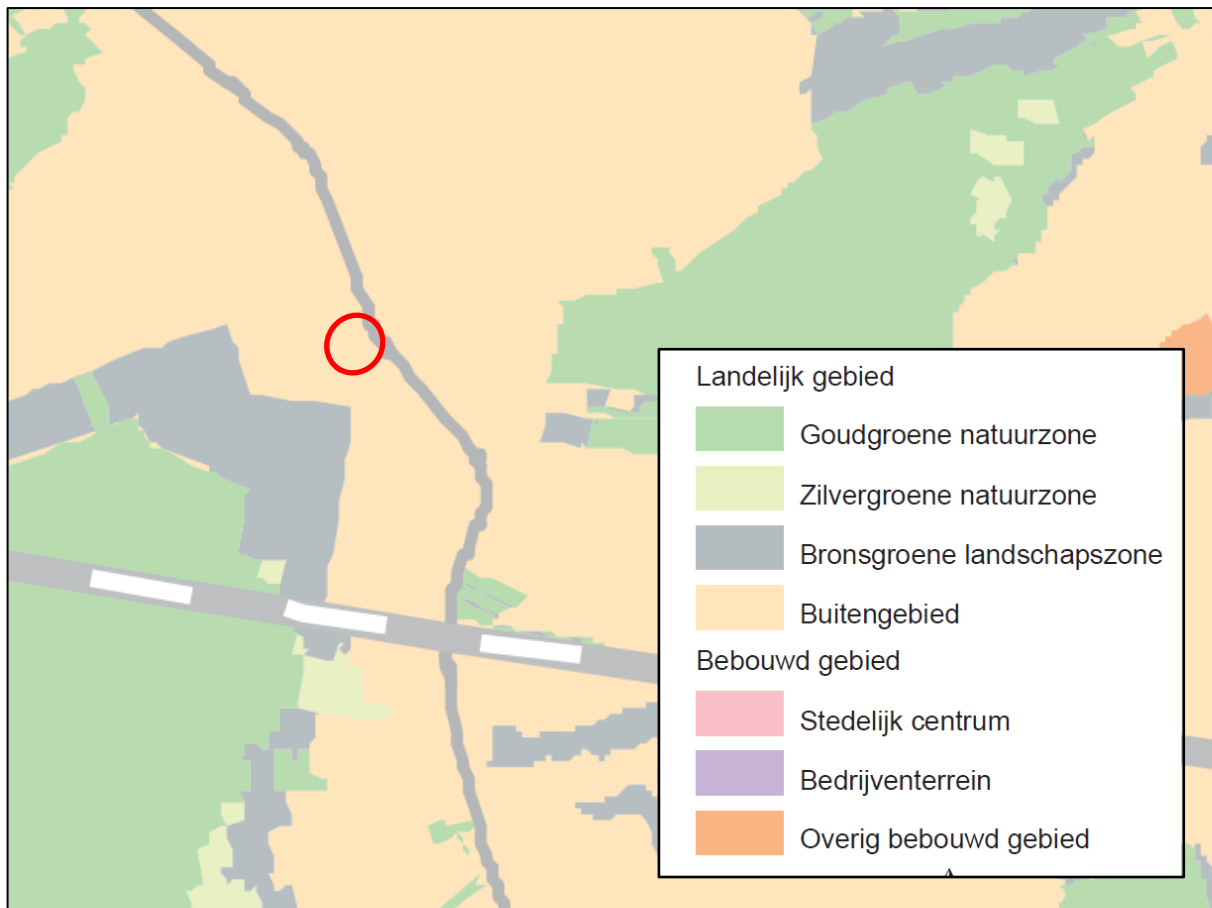 Landelijk gebied
Goudgroene natuurzone
Zilvergroene natuurzone
Bronsgroene landschapszone
Buitengebied
Bebouwd gebied
Stedelijk centrum
Bedrijventerrein
Overig bebouwd gebied